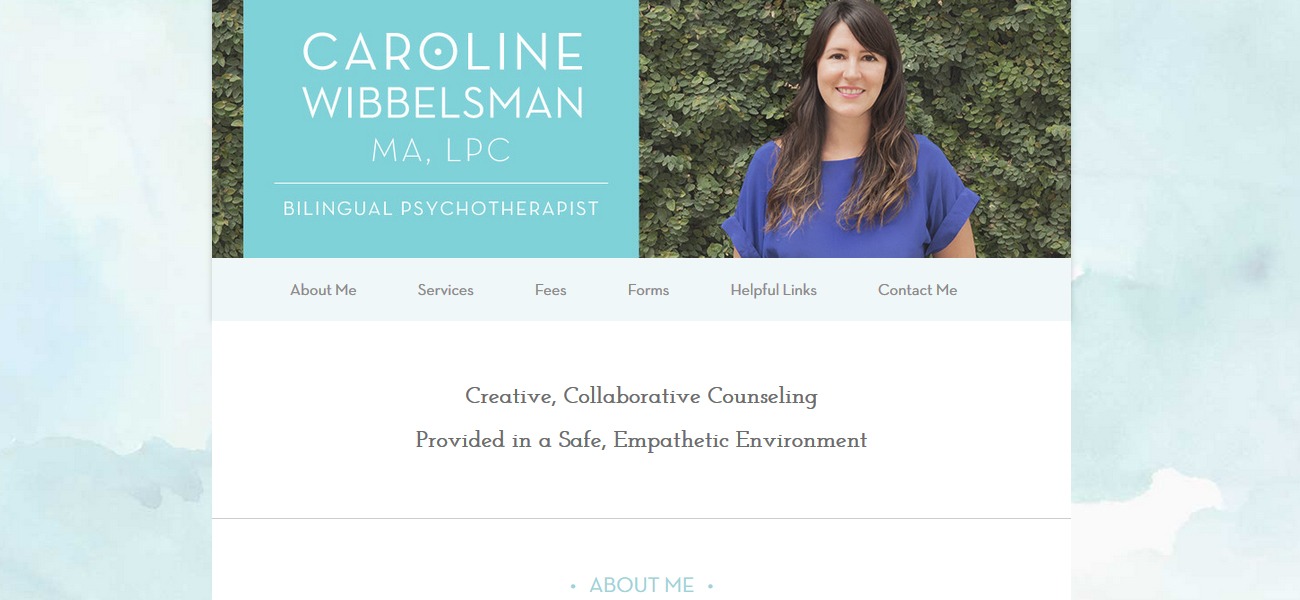 CAROLINE
WIBBELSMAN
MA, LPC
BILINGUAL PSYCHOTHERAPIST
About Me Services Fees Forms Helpful Links Contact Me
Creative, Collaborative Counseling
Provided in a Safe, Empathetic Environment
• ABOUT ME •